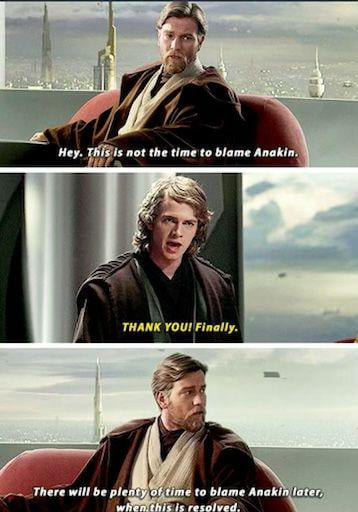 Hey. This is not the time to blame Anakin.
THANK YOU! Finally.
There will be plenty of time to blame Anakin later,
when this is resolved.